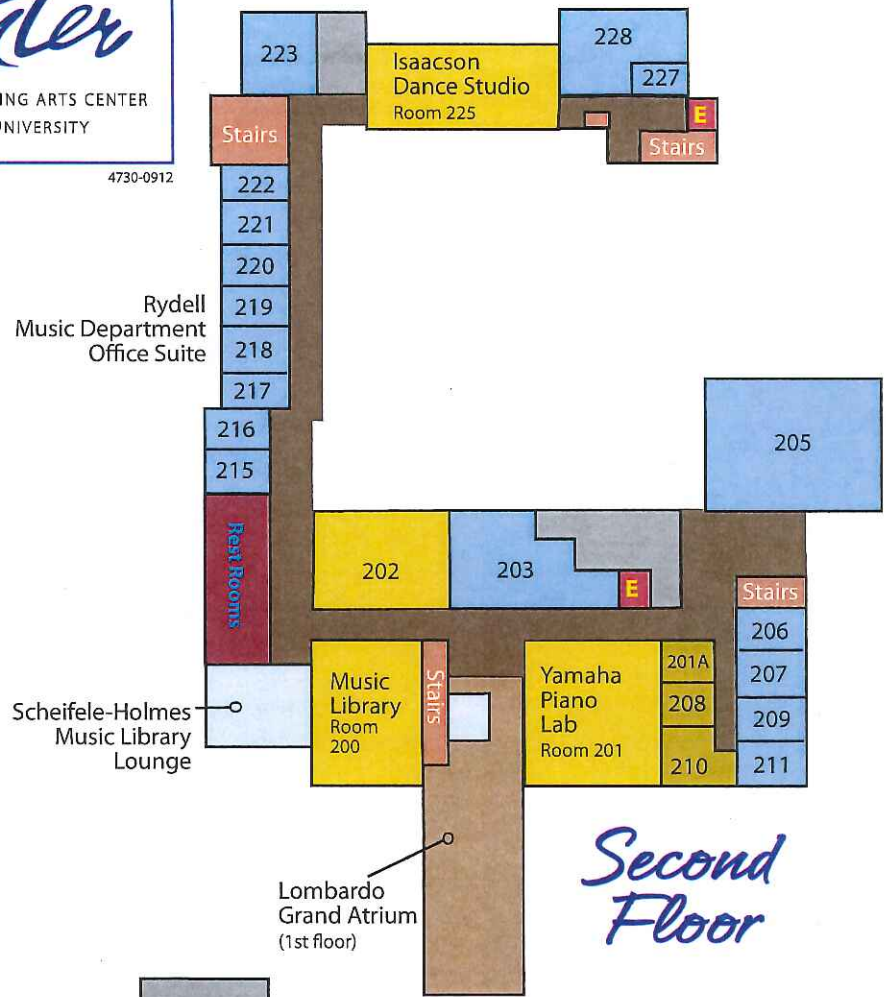 ING ARTS CENTER
UNIVERSITY
4730-0912
223
Isaacson
Dance Studio
Room 225
228
227
E
Stairs
Stairs
222
221
220
219
218
217
Rydell
Music Department
Office Suite
216
215
Rest Rooms
205
202
203
E
Stairs
206
207
209
211
Music
Library
Room
200
Stairs
Yamaha
Piano
Lab
Room 201
201A
208
210
Scheifele-Holmes
Music Library
Lounge
Lombardo
Grand Atrium
(1st floor)
Second
Floor